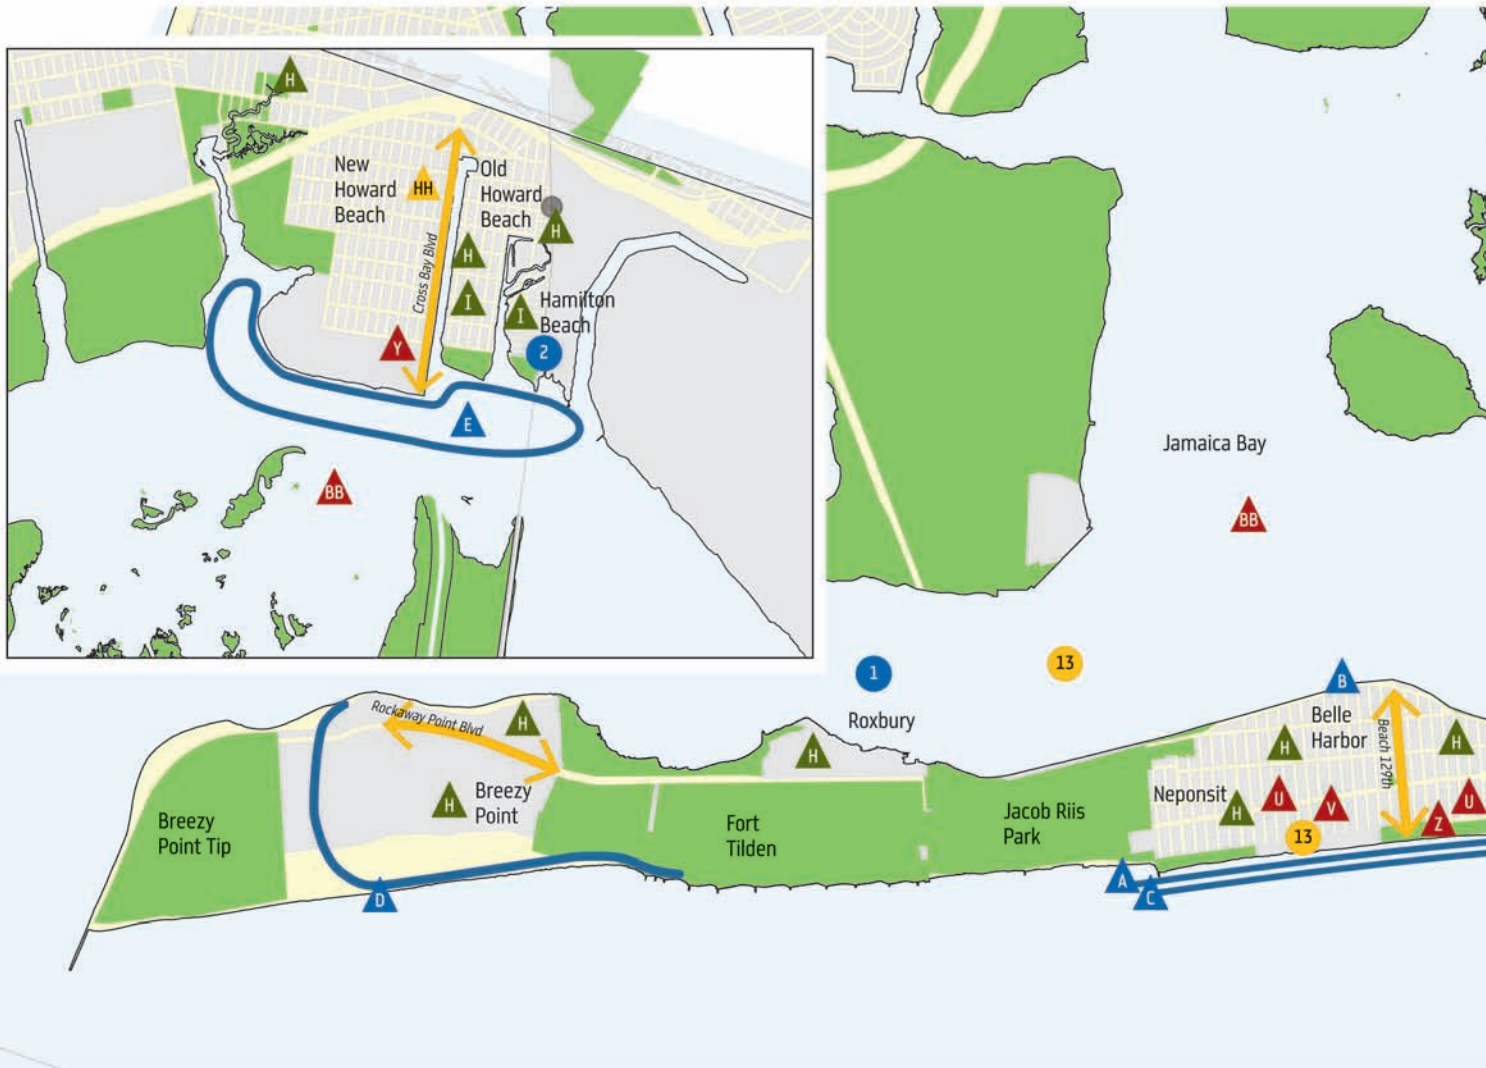 H
New
Howard
Beach
HH
Old
Howard
Beach
H
Cross Bay Blvd
H
I
I
Hamilton
Beach
Y
2
E
BB
Jamaica Bay
BB
1
13
Roxbury
Rockaway Point Blvd
H
H
B
Belle
Harbor
H
Beach 129th
H
Breezy
Point
H
Neponsit
H
U
V
U
Z
13
Breezy
Point Tip
Fort
Tilden
Jacob Riis
Park
A
C
D